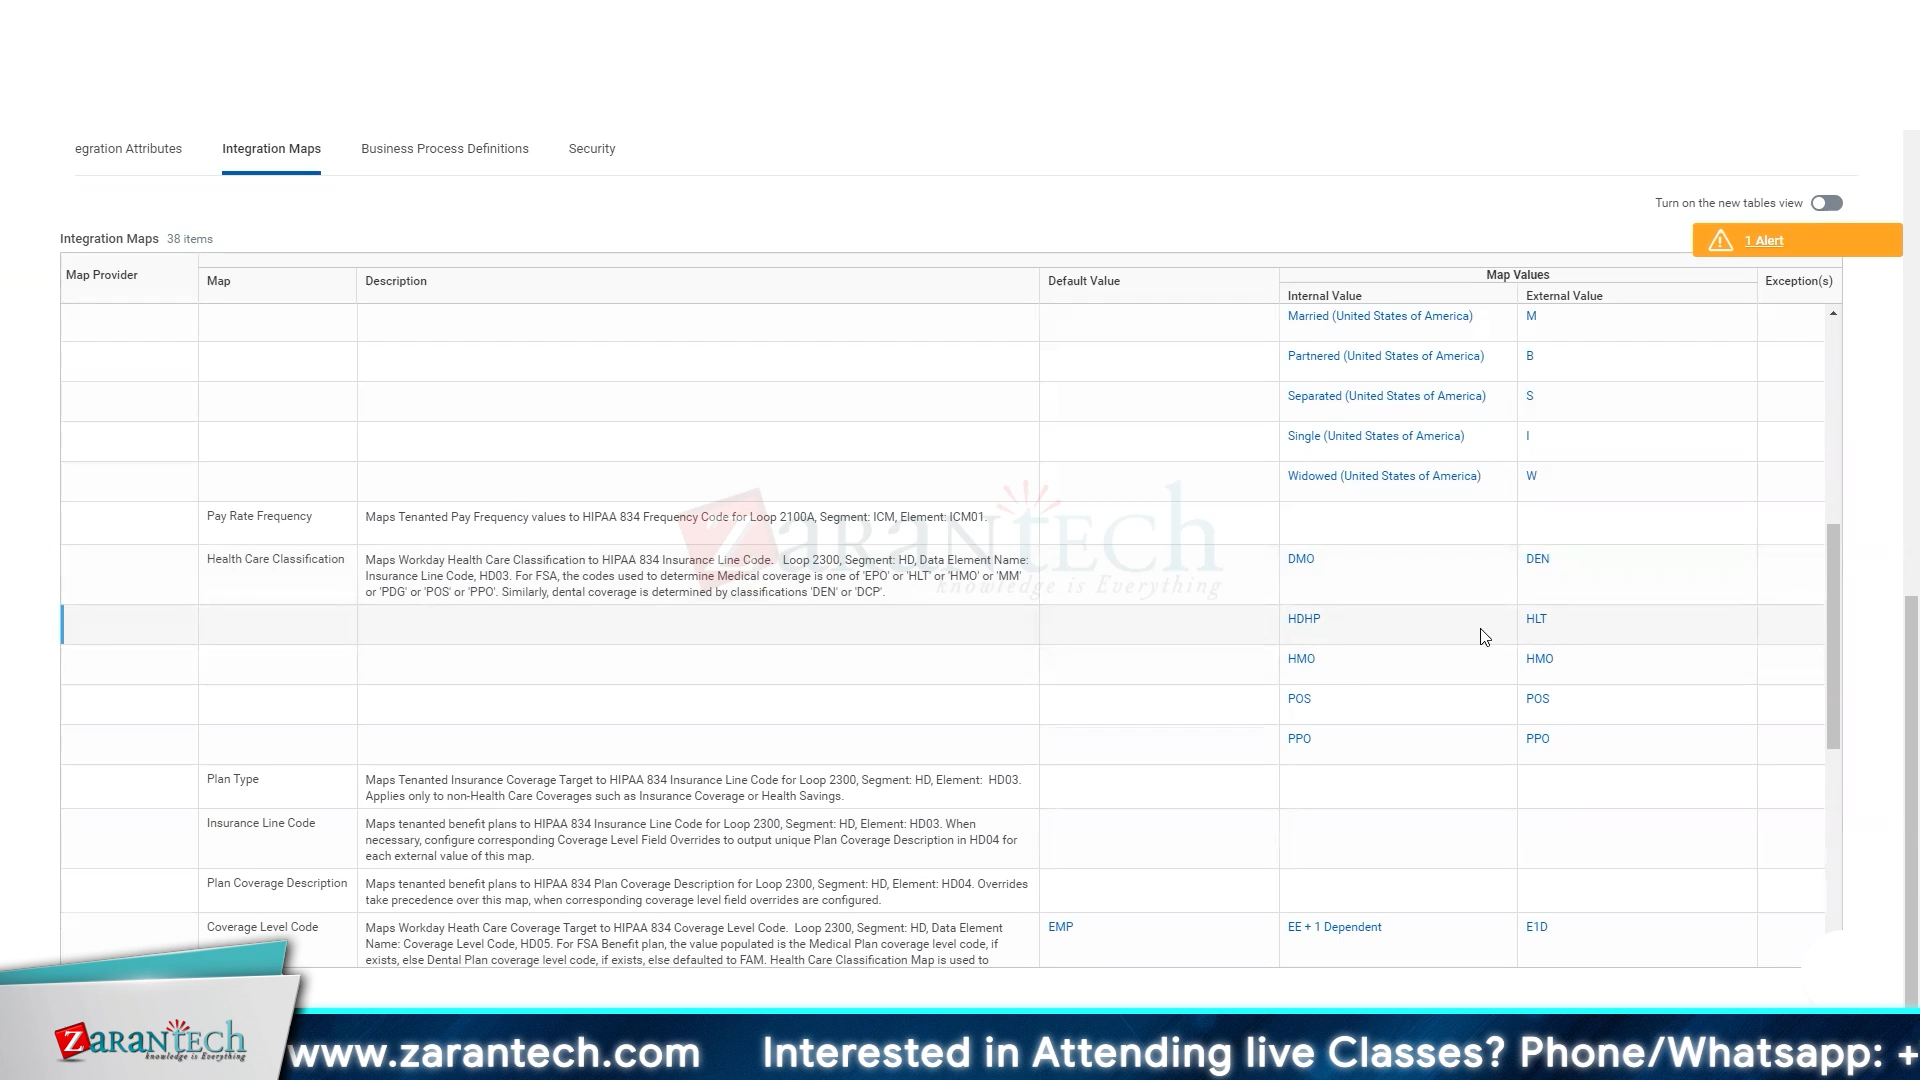 egration Attributes
Integration Maps
Business Process Definitions
Security
Turn on the new tables view
Integration Maps 38 items
1 Alert
Map Provider
Map
Description
Default Value
Map Values
Internal Value
External Value
Exception(s)
Married (United States of America) M
Partnered (United States of America) B
Separated (United States of America) S
Single (United States of America) I
Widowed (United States of America) W
Pay Rate Frequency
Maps Tenanted Pay Frequency values to HIPAA 834 Frequency Code for Loop 2100A, Segment: ICM, Element: ICM01.
Health Care Classification
Maps Workday Health Care Classification to HIPAA 834 Insurance Line Code. Loop 2300, Segment: HD, Data Element Name:
Insurance Line Code, HD03. For FSA, the codes used to determine Medical coverage is one of 'EPO' or 'HLT' or 'HMO' or 'MM'
or 'PDG' or 'POS' or 'PPO'. Similarly, dental coverage is determined by classifications 'DEN' or 'DCP'.
DMO DEN
HDHP HLT
HMO HMO
POS POS
PPO PPO
ZaranTech
knowledge is Everything
Plan Type
Maps Tenanted Insurance Coverage Target to HIPAA 834 Insurance Line Code for Loop 2300, Segment: HD, Element: HD03.
Applies only to non-Health Care Coverages such as Insurance Coverage or Health Savings.
Insurance Line Code
Maps tenanted benefit plans to HIPAA 834 Insurance Line Code for Loop 2300, Segment: HD, Element: HD03. When
necessary, configure corresponding Coverage Level Field Overrides to output unique Plan Coverage Description in HD04 for
each external value of this map.
Plan Coverage Description
Maps tenanted benefit plans to HIPAA 834 Plan Coverage Description for Loop 2300, Segment: HD, Element: HD04. Overrides
take precedence over this map, when corresponding coverage level field overrides are configured.
Coverage Level Code
Maps Workday Heath Care Coverage Target to HIPAA 834 Coverage Level Code. Loop 2300, Segment: HD, Data Element
Name: Coverage Level Code, HD05. For FSA Benefit plan, the value populated is the Medical Plan coverage level code, if
exists, else Dental Plan coverage level code, if exists, else defaulted to FAM. Health Care Classification Map is used to
EMP
EE + 1 Dependent E1D
ZaranTech
knowledge is Everything
www.zarantech.com Interested in Attending live Classes? Phone/Whatsapp: +